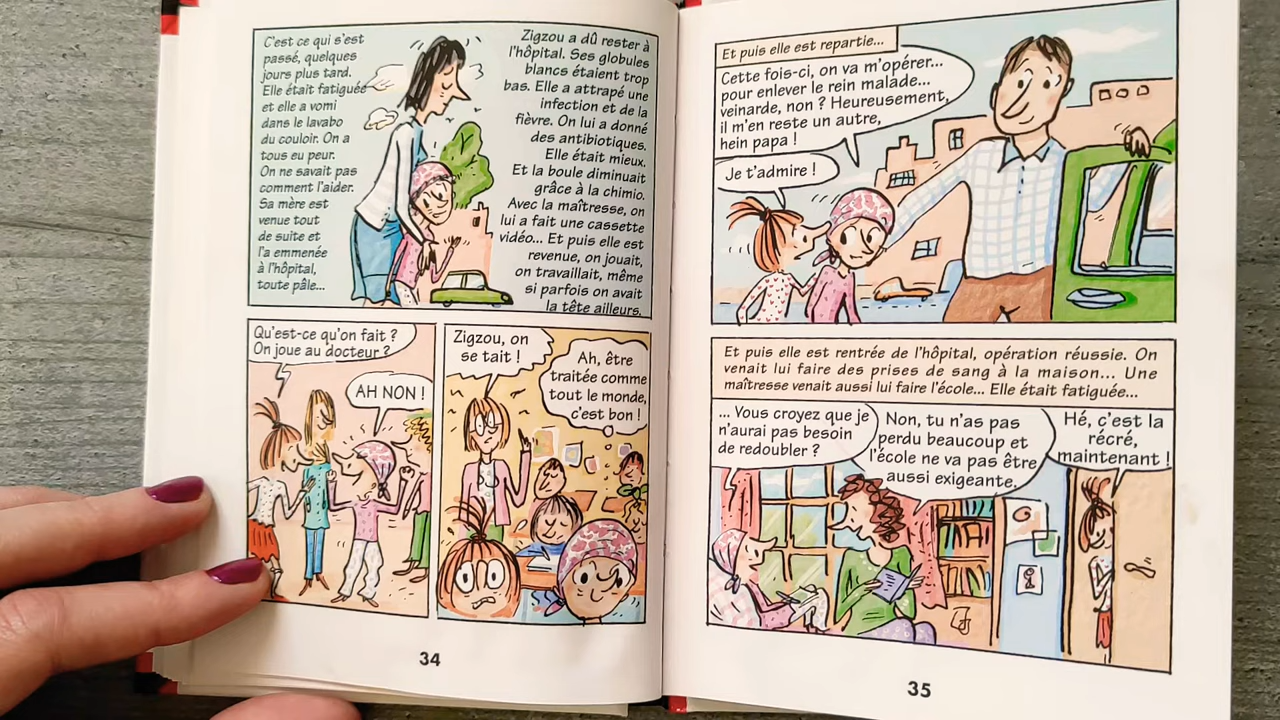 C'est ce qui s'est
passé, quelques
jours plus tard.
Elle était fatiguée
et elle a vomi
dans le lavabo
du couloir. On a
tous eu peur.
On ne savait pas
comment l'aider.
Sa mère est
venue tout
de suite et
l'a emmenée
à l'hôpital,
toute pâle...
Zigzou a dû rester à
l'hôpital. Ses globules
blancs étaient trop
bas. Elle a attrapé une
infection et de la
fièvre. On lui a donné
des antibiotiques.
Elle était mieux.
Et la boule diminuait
grâce à la chimio.
Avec la maîtresse, on
lui a fait une cassette
vidéo... Et puis elle est
revenue, on jouait,
on travaillait, même
si parfois on avait
la tête ailleurs.
Qu'est-ce qu'on fait ?
On joue au docteur ?
AH NON !
Zigzou, on
se tait !
Ah, être
traitée comme
tout le monde,
c'est bon !
34
Et puis elle est repartie...
Cette fois-ci, on va m'opérer...
pour enlever le rein malade...
veinarde, non ? Heureusement,
il m'en reste un autre,
hein papa !
Je t'admire !
Et puis elle est rentrée de l'hôpital, opération réussie. On
venait lui faire des prises de sang à la maison... Une
maîtresse venait aussi lui faire l'école... Elle était fatiguée...
... Vous croyez que je
n'aurai pas besoin
de redoubler ?
Non, tu n'as pas
perdu beaucoup et
l'école ne va pas être
aussi exigeante.
Hé, c'est la
récré,
maintenant !
35